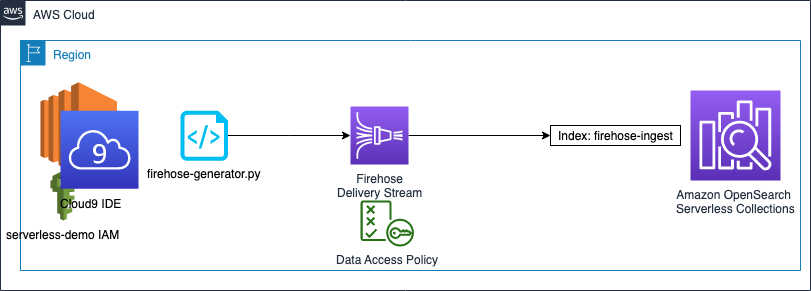 aws
AWS Cloud
Region
9
</>
firehose-generator.py
Cloud9 IDE
serverless-demo IAM
Firehose
Delivery Stream
Data Access Policy
Index: firehose-ingest
Amazon OpenSearch
Serverless Collections